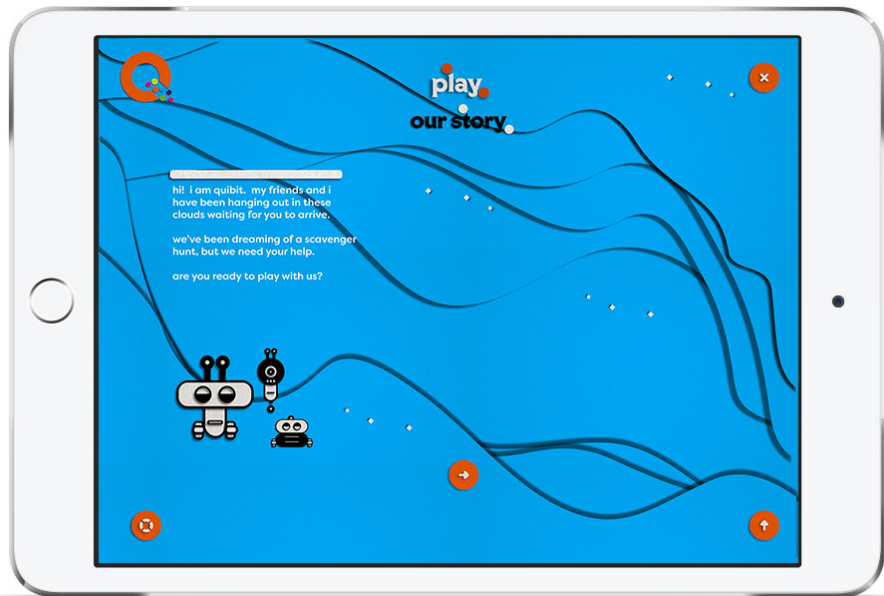 play
our story
hi! i am quibit. my friends and i
have been hanging out in these
clouds waiting for you to arrive.
we've been dreaming of a scavenger
hunt, but we need your help.
are you ready to play with us?